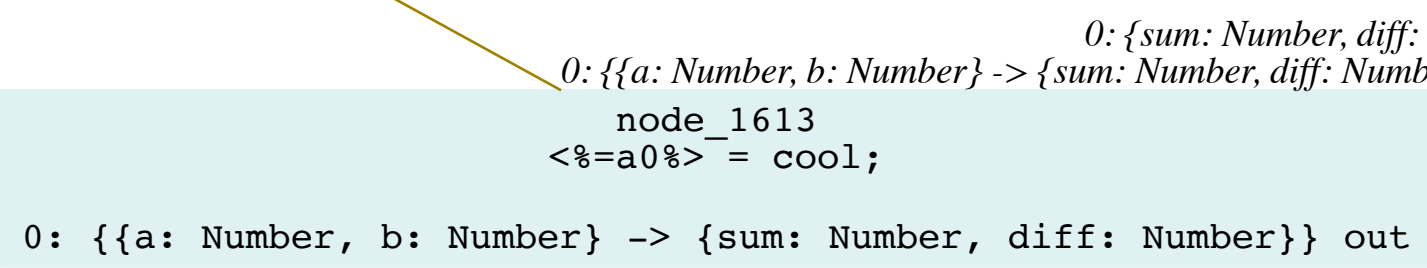 0: {sum: Number, diff:
0: {{a: Number, b: Number} -> {sum: Number, diff: Numb
node_1613
<%=a0%> = cool;
0: {{a: Number, b: Number} -> {sum: Number, diff: Number}} out